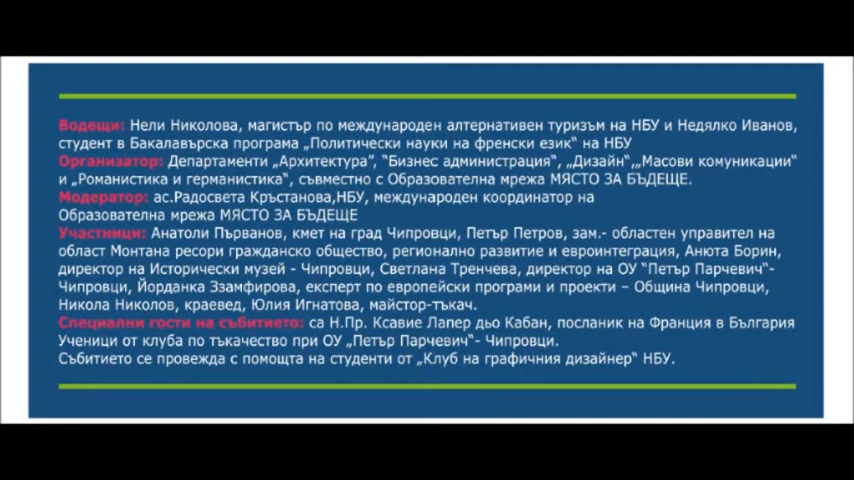 Водещи: Нели Николова, магистър по международен алтернативен туризъм на НБУ и Недялко Иванов,
студент в Бакалавърска програма „Политически науки на френски език“ на НБУ
Организатор: Департаменти „Архитектура”, “Бизнес администрация“, „Дизайн“,„Масови комуникации“
и „Романистика и германистика“, съвместно с Образователна мрежа МЯСТО ЗА БЪДЕЩЕ.
Модератор: ас.Радосвета Кръстанова,НБУ, международен координатор на
Образователна мрежа МЯСТО ЗА БЪДЕЩЕ
Участници: Анатоли Първанов, кмет на град Чипровци, Петър Петров, зам.- областен управител на
област Монтана ресори гражданско общество, регионално развитие и евроинтеграция, Анюта Борин,
директор на Исторически музей - Чипровци, Светлана Тренчева, директор на ОУ “Петър Парчевич“-
Чипровци, Йорданка Ззамфирова, експерт по европейски програми и проекти – Община Чипровци,
Никола Николов, краевед, Юлия Игнатова, майстор-тъкач.
Специални гости на събитието: са Н.Пр. Ксавие Лапер дьо Кабан, посланик на Франция в България
Ученици от клуба по тъкачество при ОУ „Петър Парчевич“- Чипровци.
Събитието се провежда с помощта на студенти от „Клуб на графичния дизайнер“ НБУ.